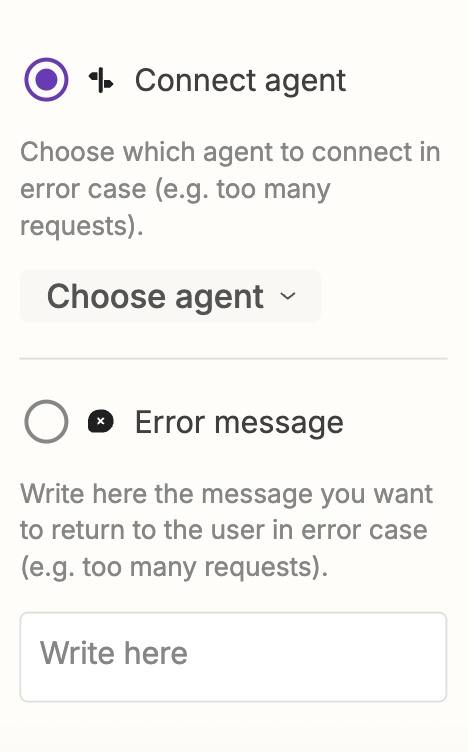 Connect agent
Choose which agent to connect in
error case (e.g. too many
requests).
Choose agent
Error message
Write here the message you want
to return to the user in error case
(e.g. too many requests).
Write here